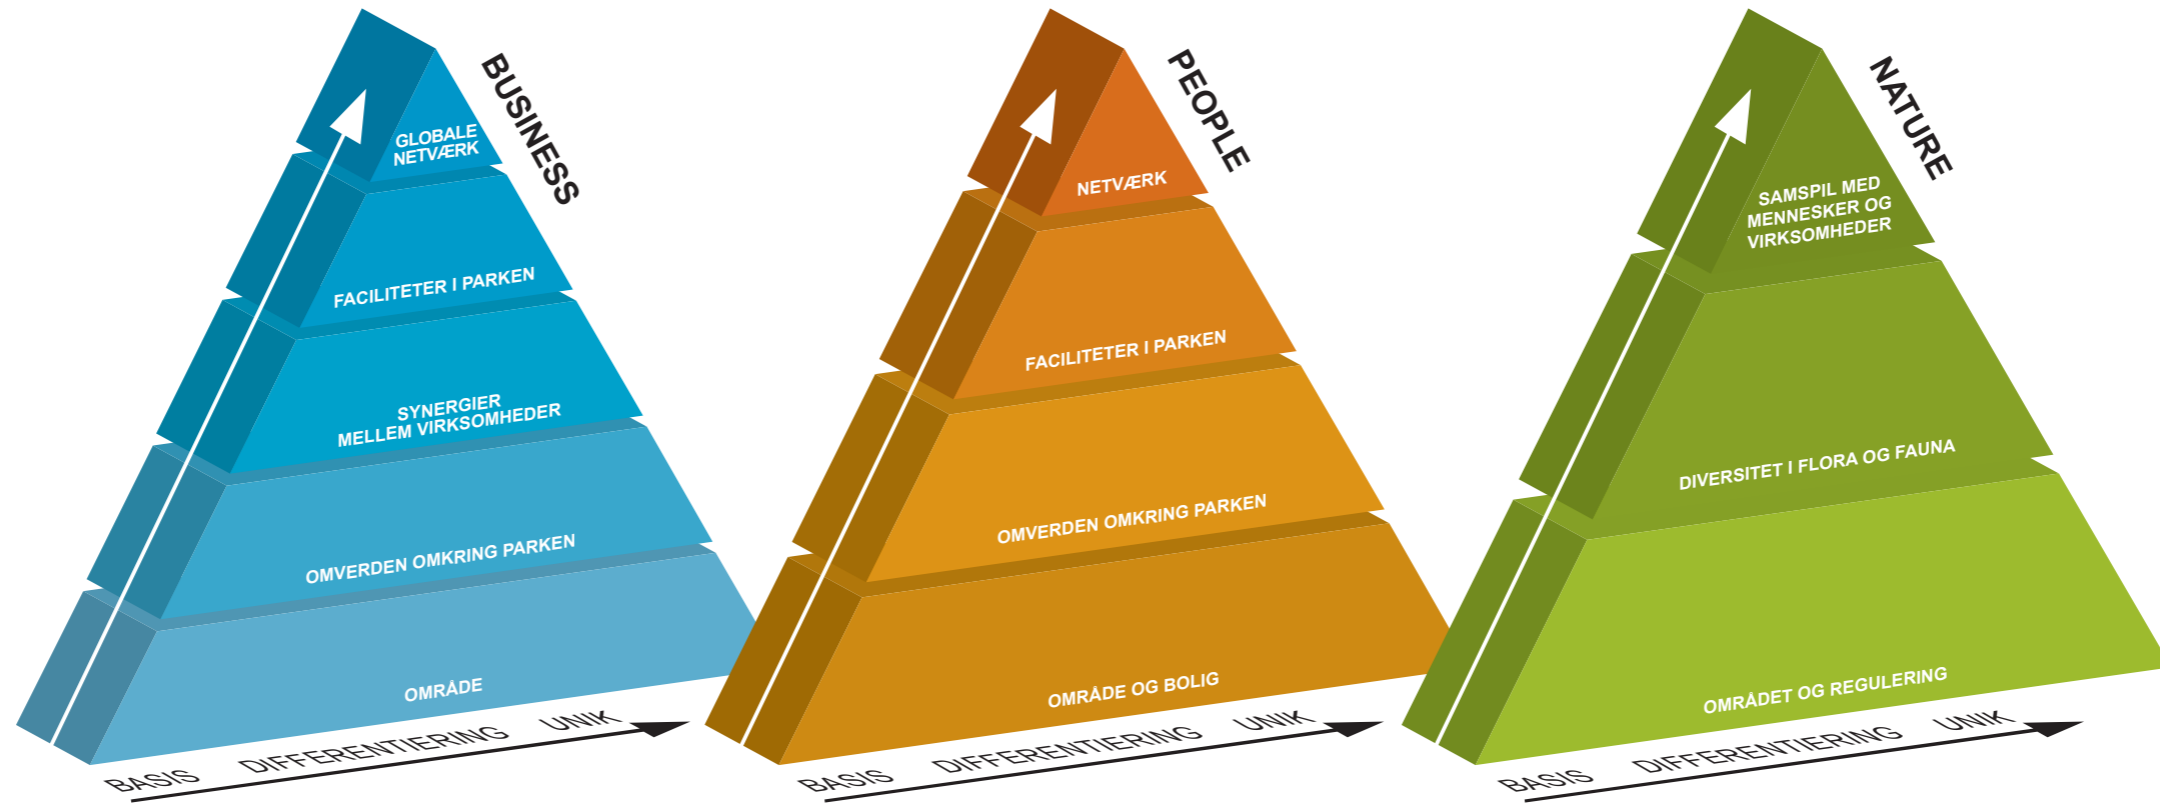 BUSINESS
GLOBALE
NETVÆRK
FACILITETER I PARKEN
SYNERGIER
MELLEM VIRKSOMHEDER
OMVERDEN OMKRING PARKEN
OMRÅDE
BASIS DIFFERENTIERING UNIK
PEOPLE
NETVÆRK
FACILITETER I PARKEN
OMVERDEN OMKRING PARKEN
OMRÅDE OG BOLIG
BASIS DIFFERENTIERING UNIK
NATURE
SAMSPIL MED
MENNESKER OG
VIRKSOMHEDER
DIVERSITET I FLORA OG FAUNA
OMRÅDET OG REGULERING
BASIS DIFFERENTIERING UNIK